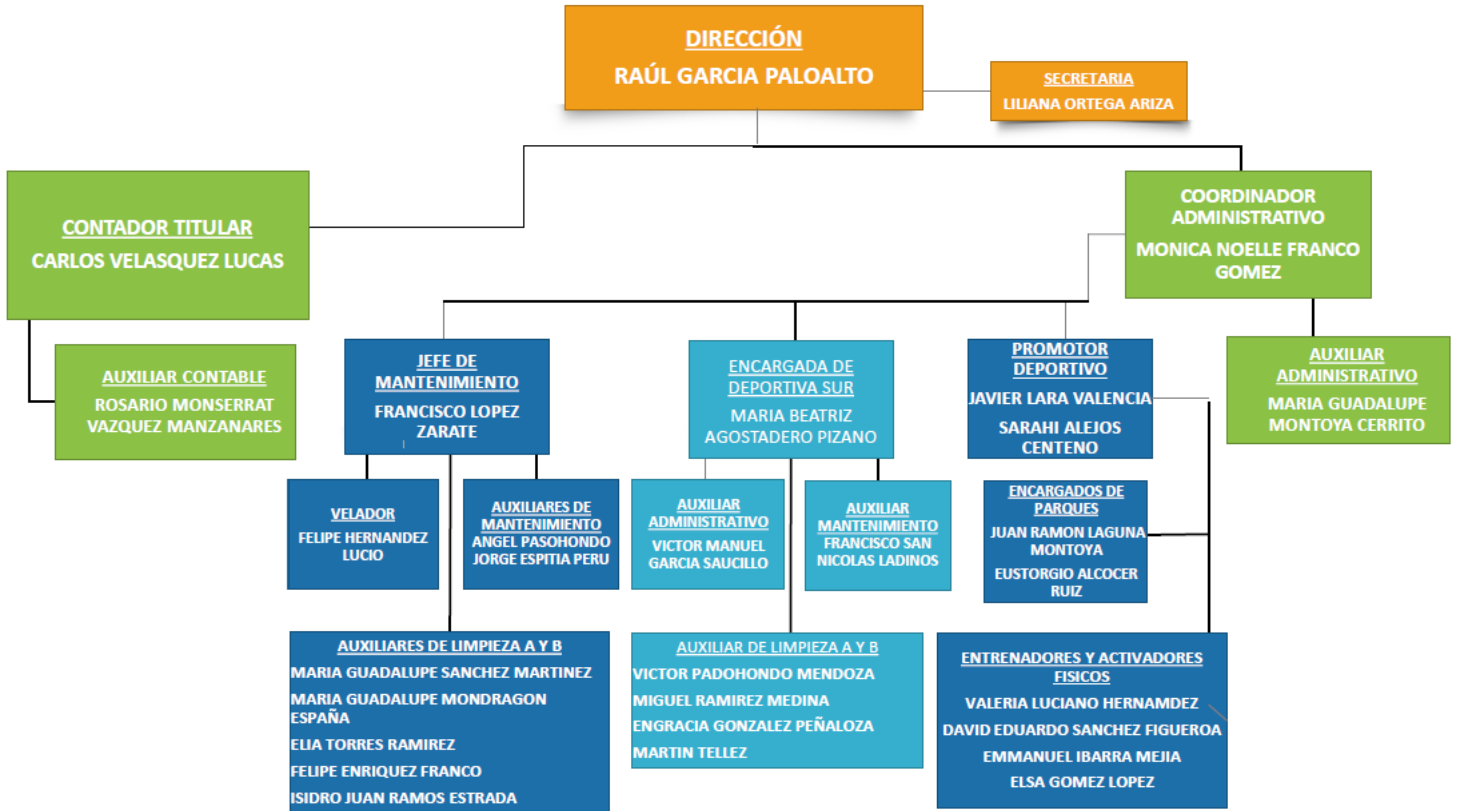 DIRECCIÓN
RAÚL GARCIA PALOALTO
SECRETARIA
LILIANA ORTEGA ARIZA
CONTADOR TITULAR
CARLOS VELASQUEZ LUCAS
COORDINADOR
ADMINISTRATIVO
MONICA NOELLE FRANCO
GOMEZ
AUXILIAR CONTABLE
ROSARIO MONSERRAT
VAZQUEZ MANZANARES
JEFE DE
MANTENIMIENTO
FRANCISCO LOPEZ
ZARATE
ENCARGADA DE
DEPORTIVA SUR
MARIA BEATRIZ
AGOSTADERO PIZANO
PROMOTOR
DEPORTIVO
JAVIER LARA VALENCIA
SARAHI ALEJOS
CENTENO
AUXILIAR
ADMINISTRATIVO
MARIA GUADALUPE
MONTOYA CERRITO
VELADOR
FELIPE HERNANDEZ
LUCIO
AUXILIARES DE
MANTENIMIENTO
ANGEL PASOHONDO
JORGE ESPITIA PERU
AUXILIAR
ADMINISTRATIVO
VICTOR MANUEL
GARCIA SAUCILLO
AUXILIAR
MANTENIMIENTO
FRANCISCO SAN
NICOLAS LADINOS
ENCARGADOS DE
PARQUES
JUAN RAMON LAGUNA
MONTOYA
EUSTORGIO ALCOCER
RUIZ
AUXILIARES DE LIMPIEZA A Y B
MARIA GUADALUPE SANCHEZ MARTINEZ
MARIA GUADALUPE MONDRAGON
ESPAÑA
ELIA TORRES RAMIREZ
FELIPE ENRIQUEZ FRANCO
ISIDRO JUAN RAMOS ESTRADA
AUXILIAR DE LIMPIEZA A Y B
VICTOR PADOHONDO MENDOZA
MIGUEL RAMIREZ MEDINA
ENGRACIA GONZALEZ PEÑALOZA
MARTIN TELLEZ
ENTRENADORES Y ACTIVADORES
FISICOS
VALERIA LUCIANO HERNAMDEZ
DAVID EDUARDO SANCHEZ FIGUEROA
EMMANUEL IBARRA MEJIA
ELSA GOMEZ LOPEZ